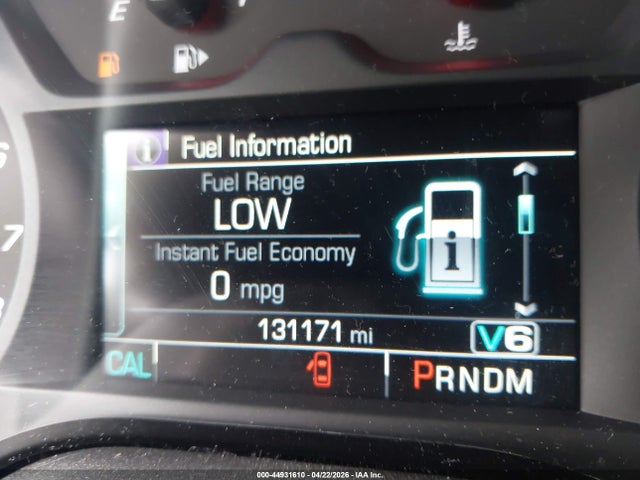 E
Fuel Information
Fuel Range
LOW
Instant Fuel Economy
0 mpg
131171 mi
V6
CAL
PRNDM
7
000-44931610 - 04/22/2026 - IAA Inc.